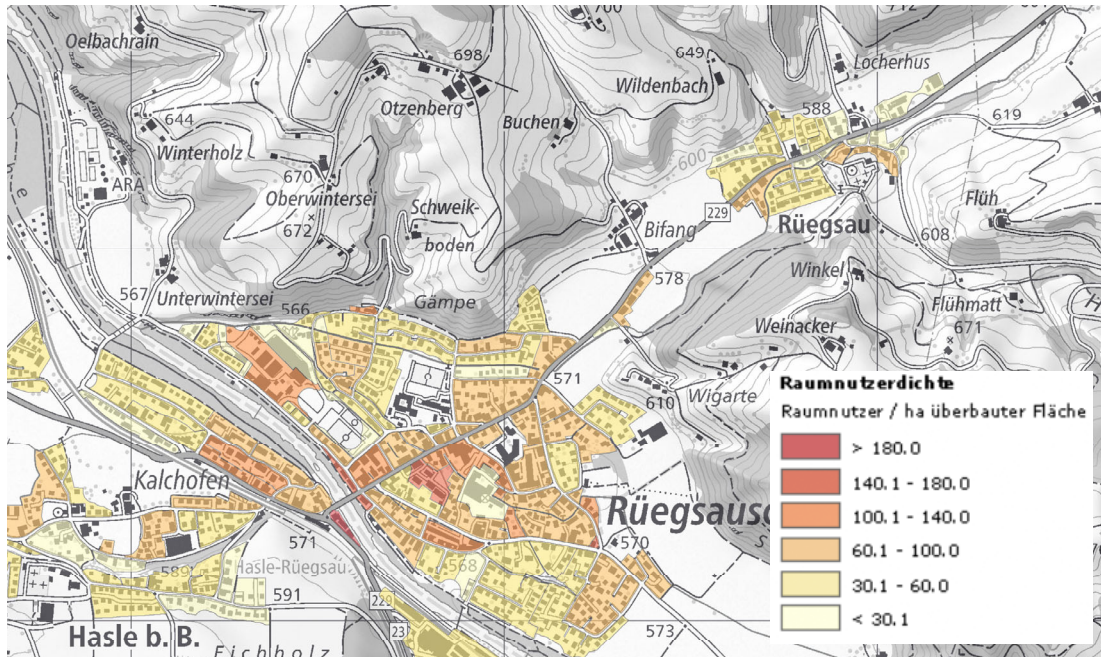 700
712
Oelbachrain
698
649
Locherhus
Wildenbach
Otzenberg
588
644
Buchen
619
Winterholz
600
670
ARA
Oberwintersei
Schweik-
229
Flüh
672
boden
Bifang
Rüegsau
608
578
Winkel
567
Unterwintersei
566
Gämpe
Flühmatt
Weinacker
671
571
610
Wigarte
Kalchofen
Rüegsausc
571
570
Hasle-Rüegsau
568
589
591
229
23
573
Hasle b. B.
Eichholz
Raumnutzerdichte
Raumnutzer / ha überbauter Fläche
> 180.0
140.1 - 180.0
100.1 - 140.0
60.1 - 100.0
30.1 - 60.0
< 30.1